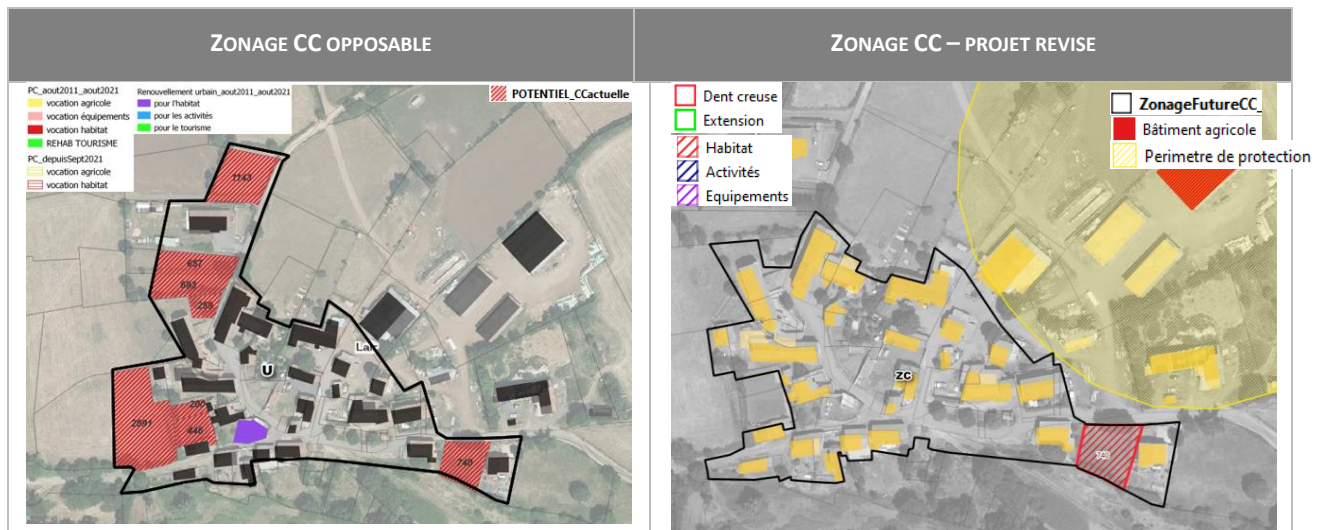 ZONAGE CC OPPOSABLE
ZONAGE CC – PROJET REVISE
PC_aout2011_aout2021
vocation agricole
vocation équipements
vocation habitat
REHAB TOURISME
PC_depuisSept2021
vocation agricole
vocation habitat
Renouvellement urbain_aout2011_aout2021
pour l'habitat
pour les activités
pour le tourisme
POTENTIEL_CCactuelle
1143
657
693
259
U
2891
280
446
740
Dent creuse
Extension
Habitat
Activités
Equipements
ZonageFutureCC_
Bâtiment agricole
Perimetre de protection
ZC